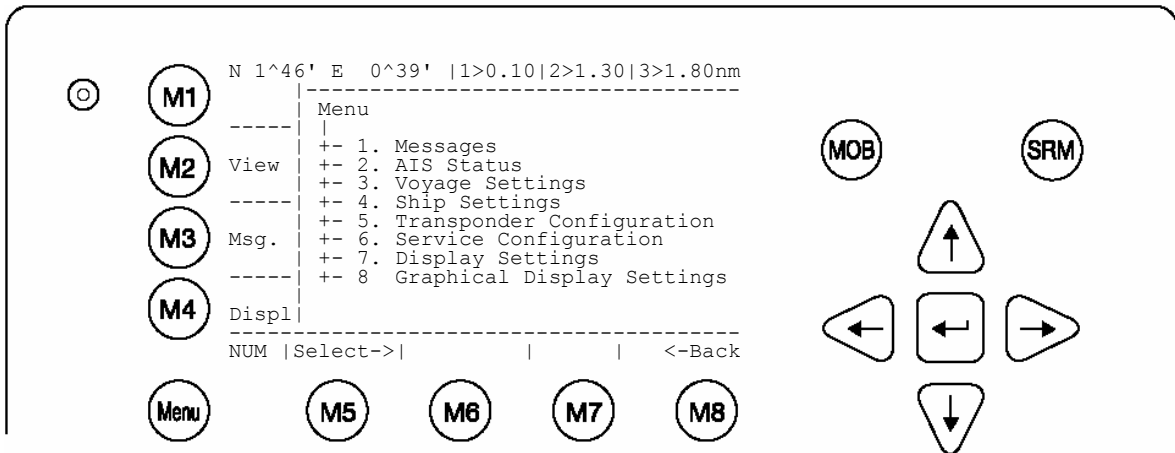 N 1^46' E  0^39' |1>0.10|2>1.30|3>1.80nm
M1
Menu
+- 1. Messages
M2
View
+- 2. AIS Status
+- 3. Voyage Settings
+- 4. Ship Settings
+- 5. Transponder Configuration
M3
Msg.
+- 6. Service Configuration
+- 7. Display Settings
+- 8  Graphical Display Settings
M4
Displ
NUM |Select->|        |      |   <-Back
Menu
M5
M6
M7
M8
MOB
SRM